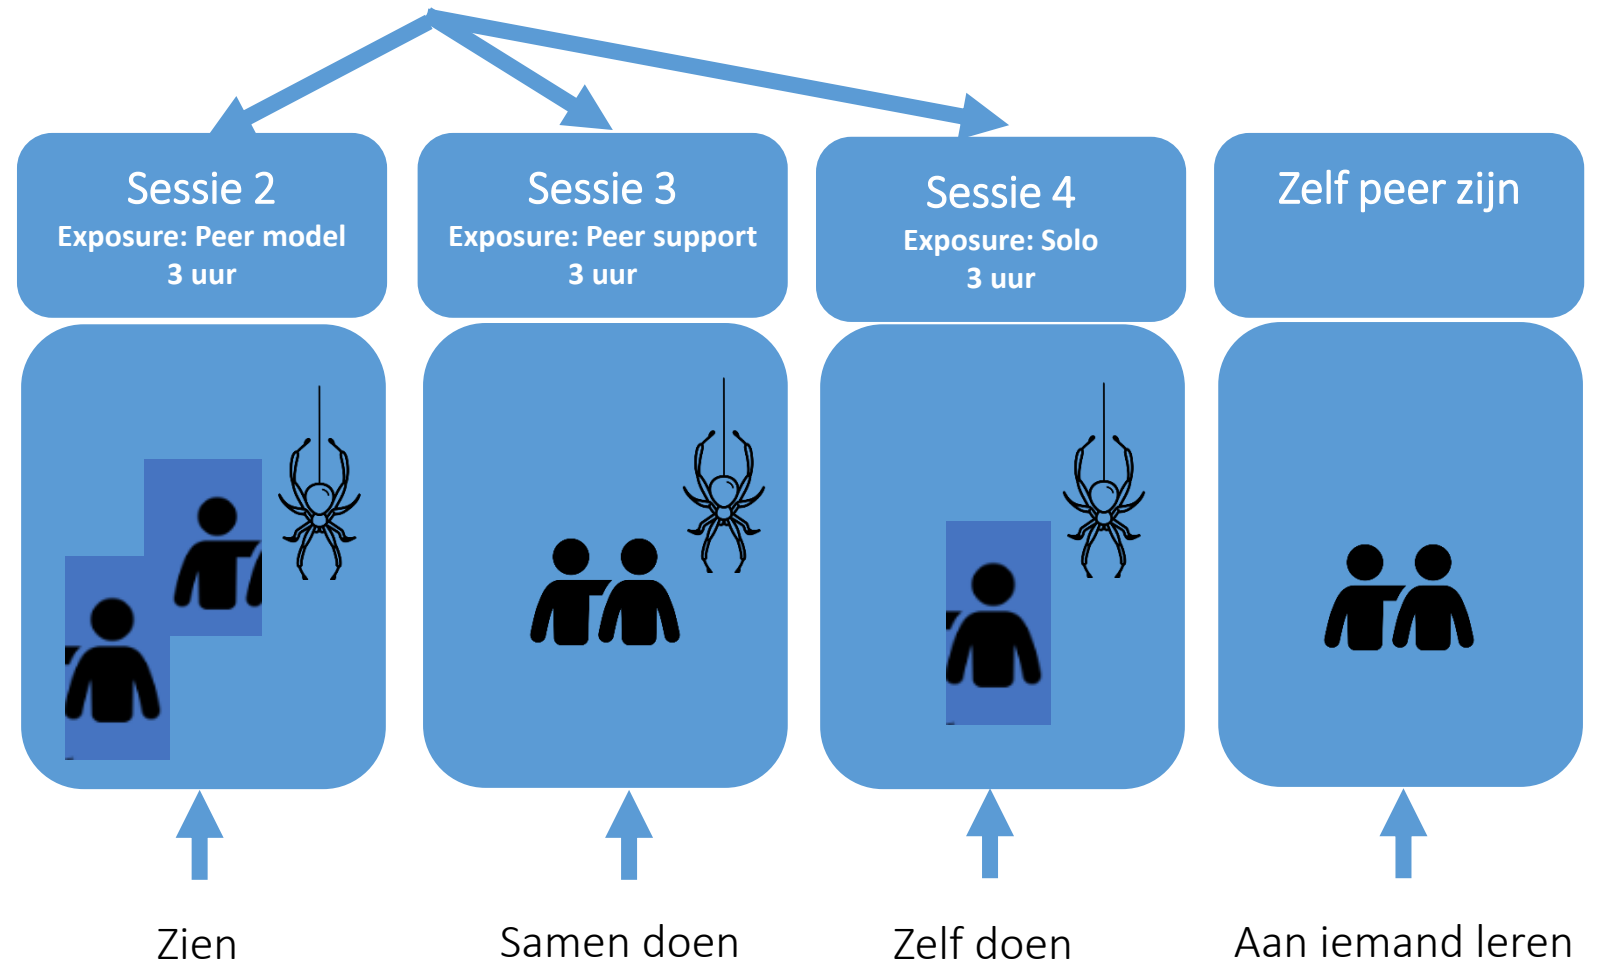 Sessie 2
Exposure: Peer model
3 uur
Sessie 3
Exposure: Peer support
3 uur
Sessie 4
Exposure: Solo
3 uur
Zelf peer zijn
Zien
Samen doen
Zelf doen
Aan iemand leren